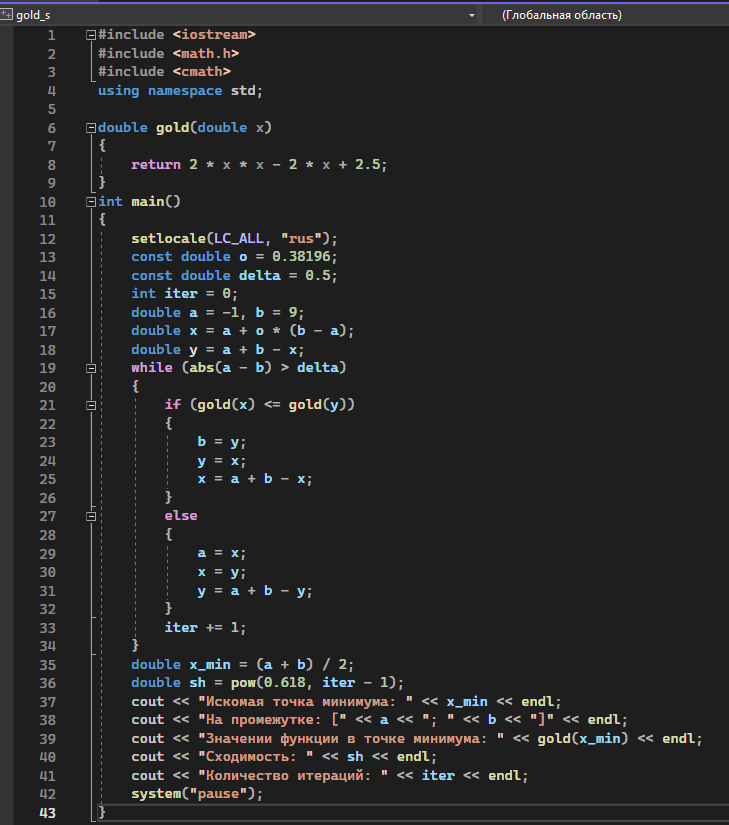 gold_s (Глобальная область)
1 #include <iostream>
2 #include <math.h>
3 #include <cmath>
4 using namespace std;
5
6 double gold(double x)
7 {
8 return 2 * x * x - 2 * x + 2.5;
9 }
10 int main()
11 {
12 setlocale(LC_ALL, "rus");
13 const double o = 0.38196;
14 const double delta = 0.5;
15 int iter = 0;
16 double a = -1, b = 9;
17 double x = a + o * (b - a);
18 double y = a + b - x;
19 while (abs(a - b) > delta)
20 {
21 if (gold(x) <= gold(y))
22 {
23 b = y;
24 y = x;
25 x = a + b - x;
26 }
27 else
28 {
29 a = x;
30 x = y;
31 y = a + b - y;
32 }
33 iter += 1;
34 }
35 double x_min = (a + b) / 2;
36 double sh = pow(0.618, iter - 1);
37 cout << "Искомая точка минимума: " << x_min << endl;
38 cout << "На промежутке: [" << a << "; " << b << "]" << endl;
39 cout << "Значении функции в точке минимума: " << gold(x_min) << endl;
40 cout << "Сходимость: " << sh << endl;
41 cout << "Количество итераций: " << iter << endl;
42 system("pause");
43 }